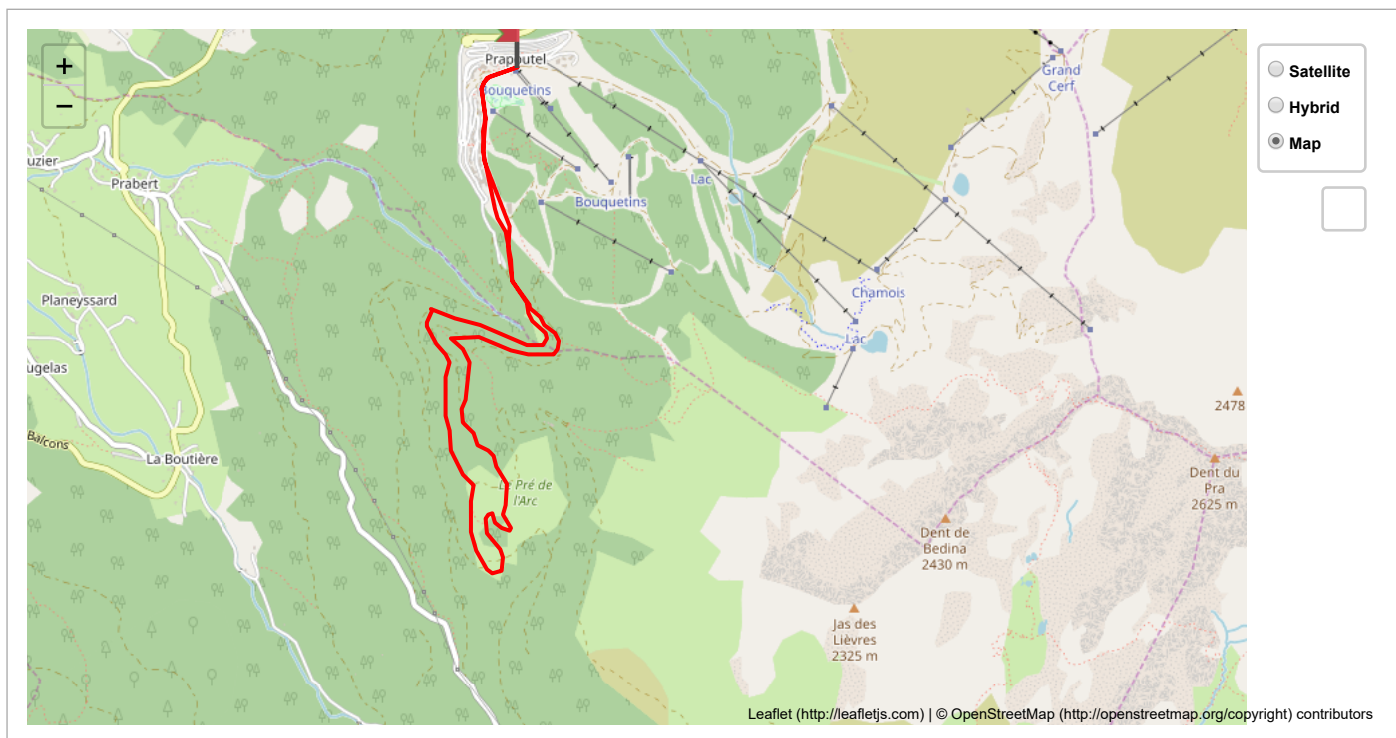 +
−
Prapoutel
Bouquetins
Grand
Cerf
Satellite
Hybrid
Map
uzier
Prabert
Lac
Bouquetins
Planeyssard
Chamois
Lac
ugelas
2478
Balcons
La Boutière
Le Pré de
l'Arc
Dent du
Pra
2625 m
Dent de
Bedina
2430 m
Jas des
Lièvres
2325 m
Leaflet (http://leafletjs.com) | © OpenStreetMap (http://openstreetmap.org/copyright) contributors